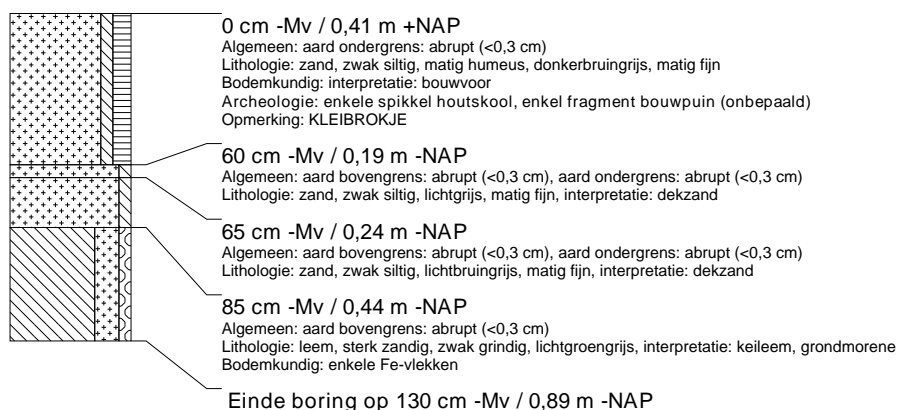 0 cm -Mv / 0,41 m +NAP
Algemeen: aard ondergrens: abrupt (<0,3 cm)
Lithologie: zand, zwak siltig, matig humeus, donkerbruingrijs, matig fijn
Bodemkundig: interpretatie: bouwvoor
Archeologie: enkele spikkel houtskool, enkel fragment bouwpuin (onbepaald)
Opmerking: KLEIBROKJE
60 cm -Mv / 0,19 m -NAP
Algemeen: aard bovengrens: abrupt (<0,3 cm), aard ondergrens: abrupt (<0,3 cm)
Lithologie: zand, zwak siltig, lichtgrijs, matig fijn, interpretatie: dekzand
65 cm -Mv / 0,24 m -NAP
Algemeen: aard bovengrens: abrupt (<0,3 cm), aard ondergrens: abrupt (<0,3 cm)
Lithologie: zand, zwak siltig, lichtbruingrijs, matig fijn, interpretatie: dekzand
85 cm -Mv / 0,44 m -NAP
Algemeen: aard bovengrens: abrupt (<0,3 cm)
Lithologie: leem, sterk zandig, zwak grindig, lichtgroengrijs, interpretatie: keileem, grondmorene
Bodemkundig: enkele Fe-vlekken
Einde boring op 130 cm -Mv / 0,89 m -NAP